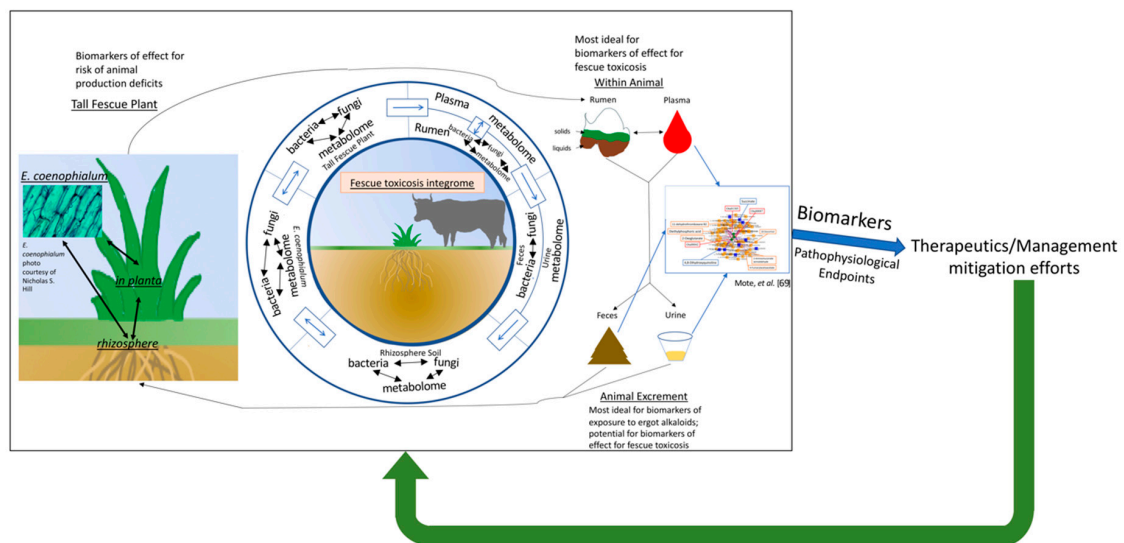 Biomarkers of effect for
risk of animal
production deficits
Tall Fescue Plant
E. coenophialum
E.
coenophialum
photo
courtesy of
Nicholas S.
Hill
in planta
rhizosphere
bacteria
fungi
metabolome
Tall Fescue Plant
Plasma
metabolome
Rumen
bacteria
fungi
metabolome
Fescue toxicosis integrome
fungi
bacteria
metabolome
E. coenophialum
Feces
bacteria
fungi
Urine
metabolome
Rhizosphere Soil
bacteria
fungi
metabolome
Most ideal for
biomarkers of effect for
fescue toxicosis
Within Animal
Rumen
Plasma
solids
liquids
Mote, et al. [69]
Feces
Urine
Animal Excrement
Most ideal for biomarkers of
exposure to ergot alkaloids;
potential for biomarkers of
effect for fescue toxicosis
Biomarkers
Pathophysiological
Endpoints
Therapeutics/Management
mitigation efforts